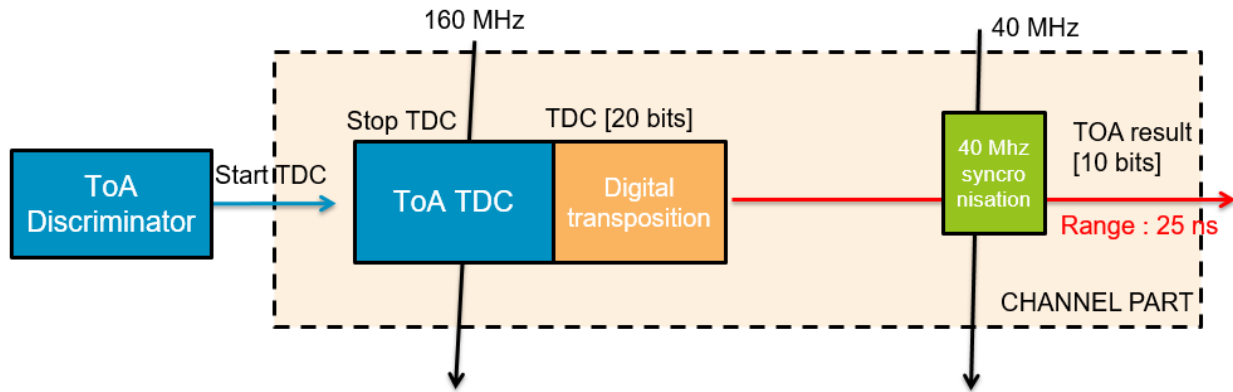 160 MHz
40 MHz
Stop TDC
TDC [20 bits]
ToA
Discriminator
Start TDC
ToA TDC
Digital
transposition
40 Mhz
syncro
nisation
TOA result
[10 bits]
Range : 25 ns
CHANNEL PART